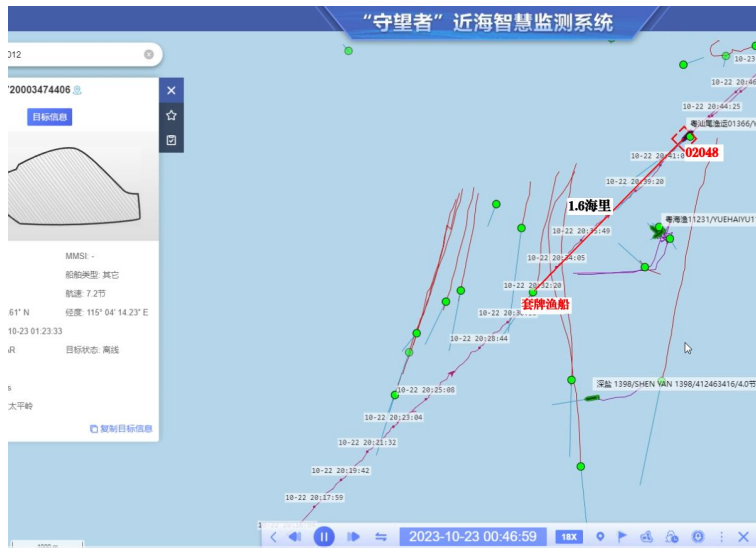 “守望者”近海智慧监测系统
012
720003474406
目标信息
MMSI: -
船舶类型: 其它
航速: 7.2节
.61" N
经度: 115° 04' 14.23" E
10-23 01:23:33
AR
目标状态: 离线
s
太平岭
复制目标信息
10-23
10-22 20:46
10-22 20:44:25
粤汕尾渔运01366/Y
10-22 20:41:0
02048
10-22 20:39:20
1.6海里
粤海渔11231/YUEHAIYU11
10-22 20:35:49
10-22 20:34:05
10-22 20:32:20
套牌渔船
10-22 20:28:44
深盐 1398/SHEN YAN 1398/412463416/4.0节
10-22 20:25:08
10-22 20:23:04
10-22 20:21:32
10-22 20:19:42
10-22 20:17:59
2023-10-23 00:46:59
18X